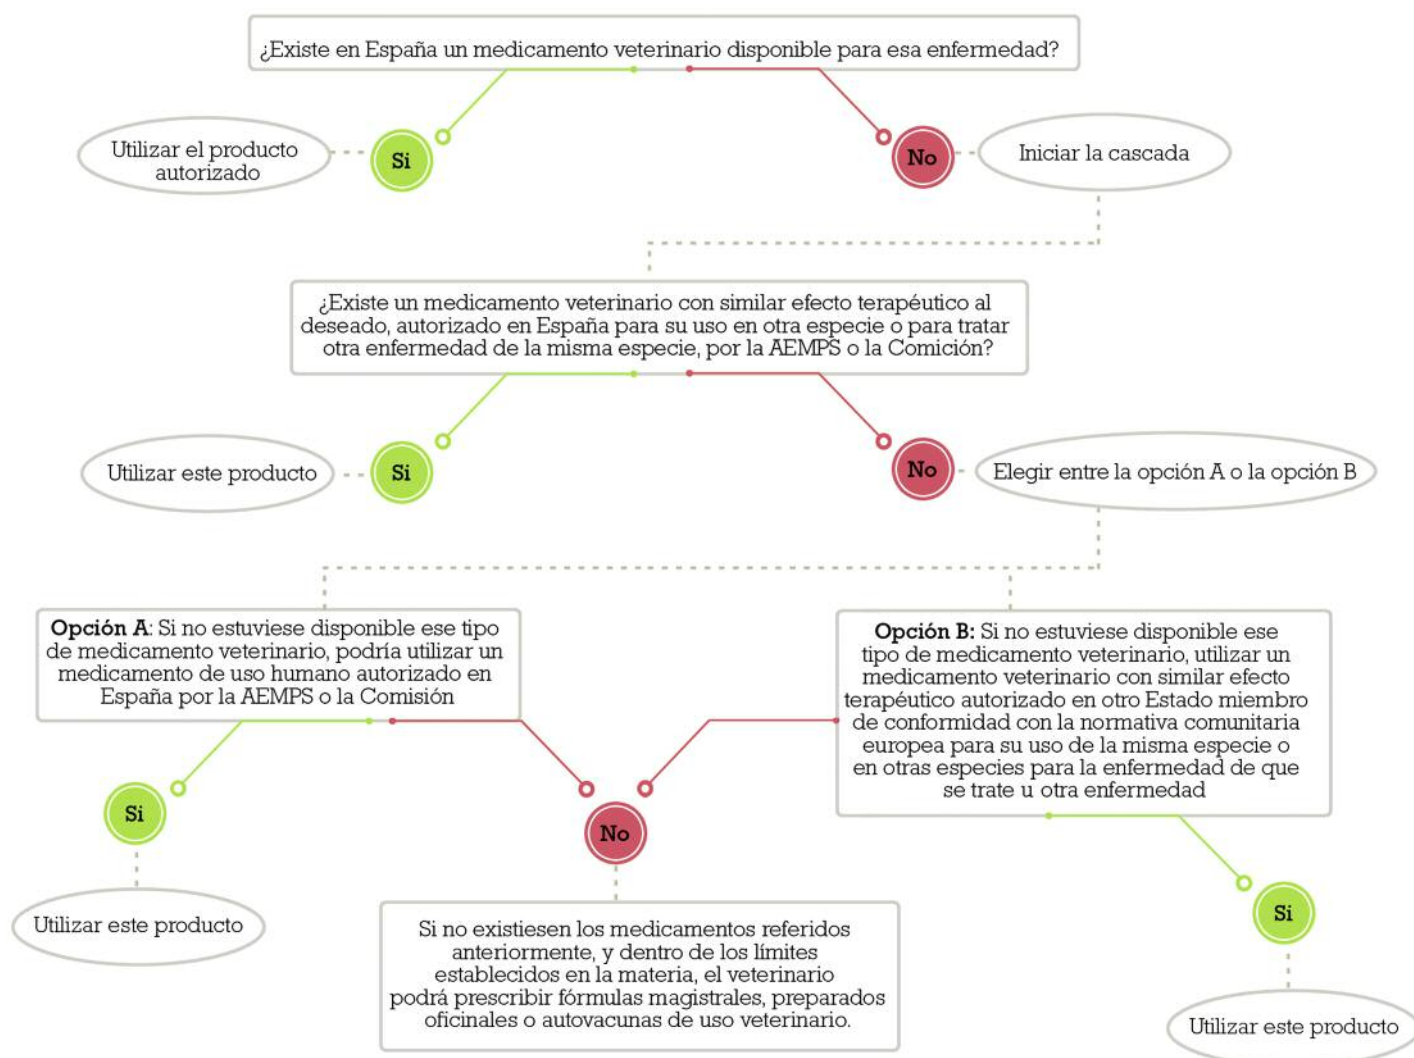 ¿Existe en España un medicamento veterinario disponible para esa enfermedad?
Utilizar el producto
autorizado
Si
No
Iniciar la cascada
¿Existe un medicamento veterinario con similar efecto terapéutico al
deseado, autorizado en España para su uso en otra especie o para tratar
otra enfermedad de la misma especie, por la AEMPS o la Comición?
Utilizar este producto
Si
No
Elegir entre la opción A o la opción B
Opción A: Si no estuviese disponible ese tipo
de medicamento veterinario, podría utilizar un
medicamento de uso humano autorizado en
España por la AEMPS o la Comisión
Opción B: Si no estuviese disponible ese
tipo de medicamento veterinario, utilizar un
medicamento veterinario con similar efecto
terapéutico autorizado en otro Estado miembro
de conformidad con la normativa comunitaria
europea para su uso de la misma especie o
en otras especies para la enfermedad de que
se trate u otra enfermedad
Si
No
Si
Utilizar este producto
Si no existiesen los medicamentos referidos
anteriormente, y dentro de los límites
establecidos en la materia, el veterinario
podrá prescribir fórmulas magistrales, preparados
oficinales o autovacunas de uso veterinario.
Utilizar este producto